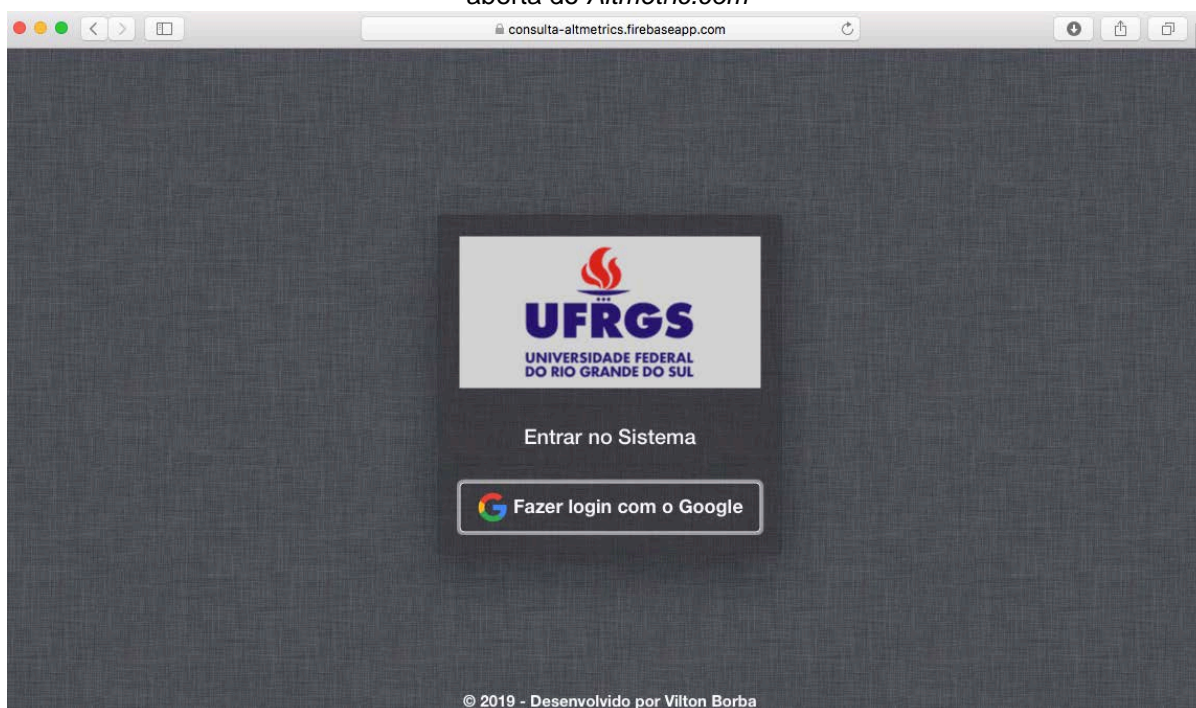 aberta do Altmetric.com
consulta-altmetrics.firebaseapp.com
UFRGS
UNIVERSIDADE FEDERAL
DO RIO GRANDE DO SUL
Entrar no Sistema
Fazer login com o Google
© 2019 - Desenvolvido por Vilton Borba